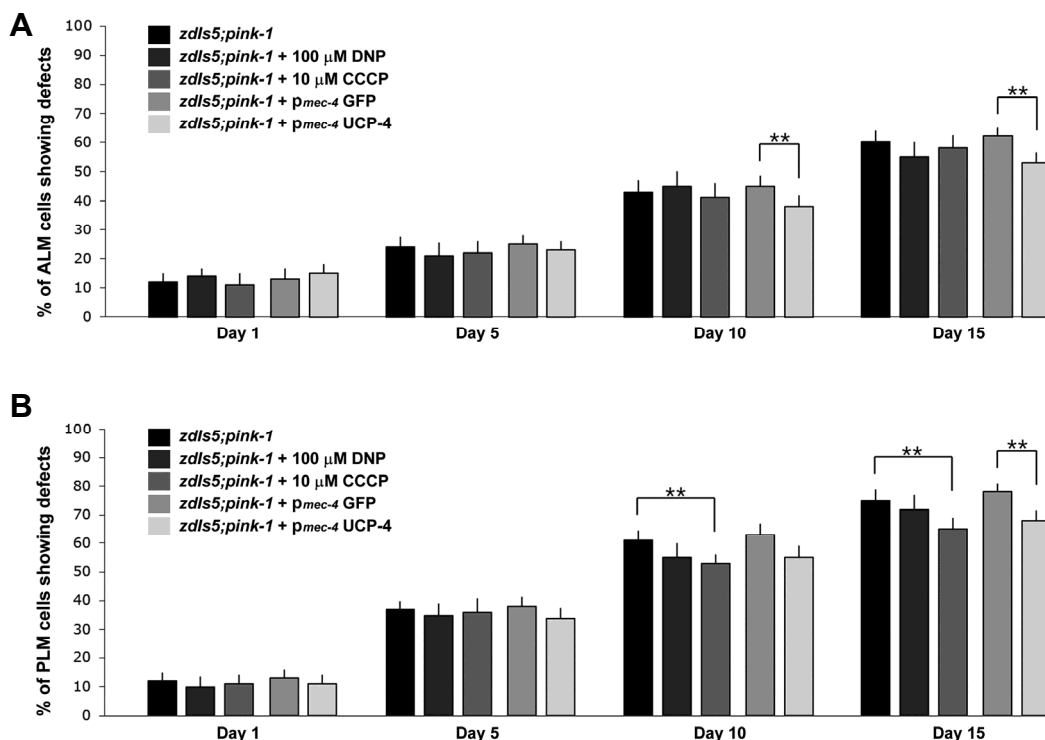 A
% of ALM cells showing defects
100
90
80
70
60
50
40
30
20
10
0
zdIs5;pink-1
zdIs5;pink-1 + 100 µM DNP
zdIs5;pink-1 + 10 µM CCCP
zdIs5;pink-1 + pmec-4 GFP
zdIs5;pink-1 + pmec-4 UCP-4
**
**
Day 1 Day 5 Day 10 Day 15
B
% of PLM cells showing defects
100
90
80
70
60
50
40
30
20
10
0
zdIs5;pink-1
zdIs5;pink-1 + 100 µM DNP
zdIs5;pink-1 + 10 µM CCCP
zdIs5;pink-1 + pmec-4 GFP
zdIs5;pink-1 + pmec-4 UCP-4
**
**
**
Day 1 Day 5 Day 10 Day 15